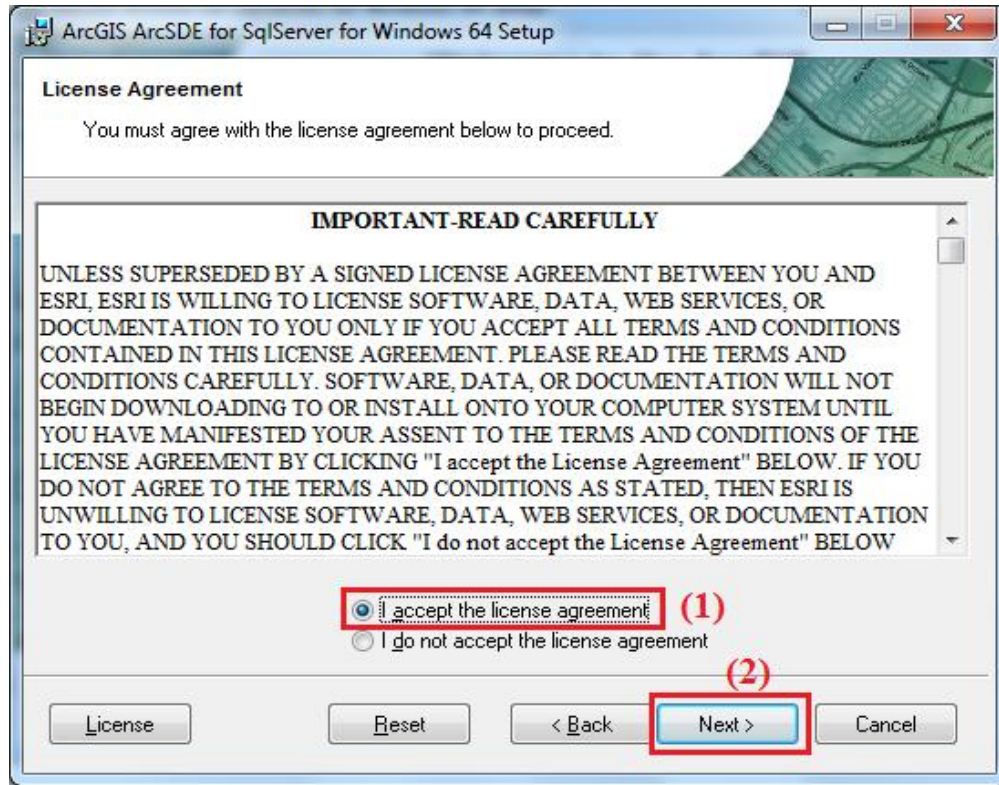 ArcGIS ArcSDE for SqlServer for Windows 64 Setup
License Agreement
You must agree with the license agreement below to proceed.
IMPORTANT-READ CAREFULLY
UNLESS SUPERSEDED BY A SIGNED LICENSE AGREEMENT BETWEEN YOU AND
ESRI, ESRI IS WILLING TO LICENSE SOFTWARE, DATA, WEB SERVICES, OR
DOCUMENTATION TO YOU ONLY IF YOU ACCEPT ALL TERMS AND CONDITIONS
CONTAINED IN THIS LICENSE AGREEMENT. PLEASE READ THE TERMS AND
CONDITIONS CAREFULLY. SOFTWARE, DATA, OR DOCUMENTATION WILL NOT
BEGIN DOWNLOADING TO OR INSTALL ONTO YOUR COMPUTER SYSTEM UNTIL
YOU HAVE MANIFESTED YOUR ASSENT TO THE TERMS AND CONDITIONS OF THE
LICENSE AGREEMENT BY CLICKING "I accept the License Agreement" BELOW. IF YOU
DO NOT AGREE TO THE TERMS AND CONDITIONS AS STATED, THEN ESRI IS
UNWILLING TO LICENSE SOFTWARE, DATA, WEB SERVICES, OR DOCUMENTATION
TO YOU, AND YOU SHOULD CLICK "I do not accept the License Agreement" BELOW
I accept the license agreement (1)
I do not accept the license agreement
(2)
License Reset < Back Next > Cancel